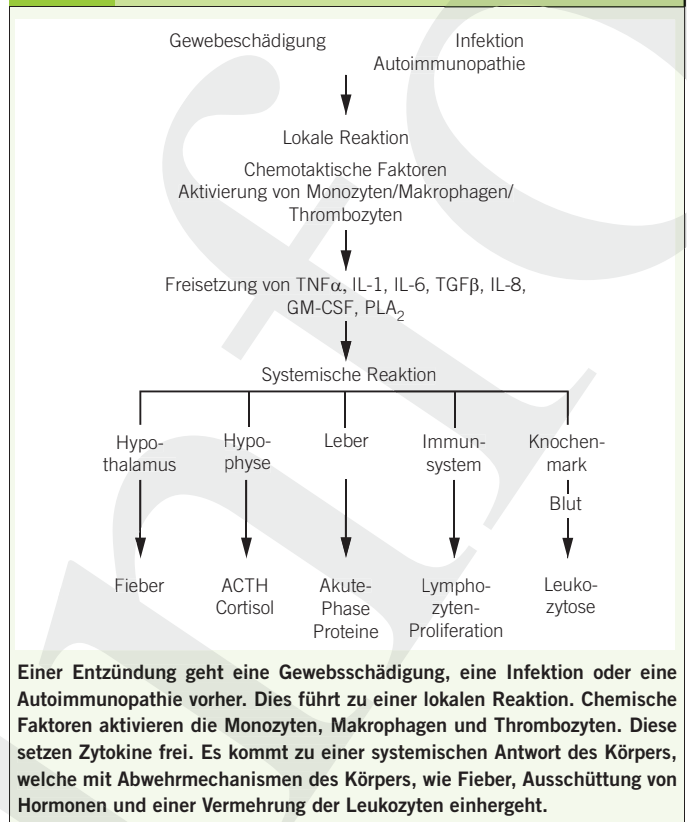 Gewebeschädigung Infektion
Autoimmunopathie
Lokale Reaktion
Chemotaktische Faktoren
Aktivierung von Monozyten/Makrophagen/
Thrombozyten
Freisetzung von TNFα, IL-1, IL-6, TGFβ, IL-8,
GM-CSF, PLA₂
Systemische Reaktion
Hypo-
thalamus
Hypo-
physe
Leber
Immun-
system
Knochen-
mark
Blut
Fieber
ACTH
Cortisol
Akute-
Phase
Proteine
Lympho-
zyten-
Proliferation
Leuko-
zytose
Einer Entzündung geht eine Gewebsschädigung, eine Infektion oder eine
Autoimmunopathie vorher. Dies führt zu einer lokalen Reaktion. Chemische
Faktoren aktivieren die Monozyten, Makrophagen und Thrombozyten. Diese
setzen Zytokine frei. Es kommt zu einer systemischen Antwort des Körpers,
welche mit Abwehrmechanismen des Körpers, wie Fieber, Ausschüttung von
Hormonen und einer Vermehrung der Leukozyten einhergeht.